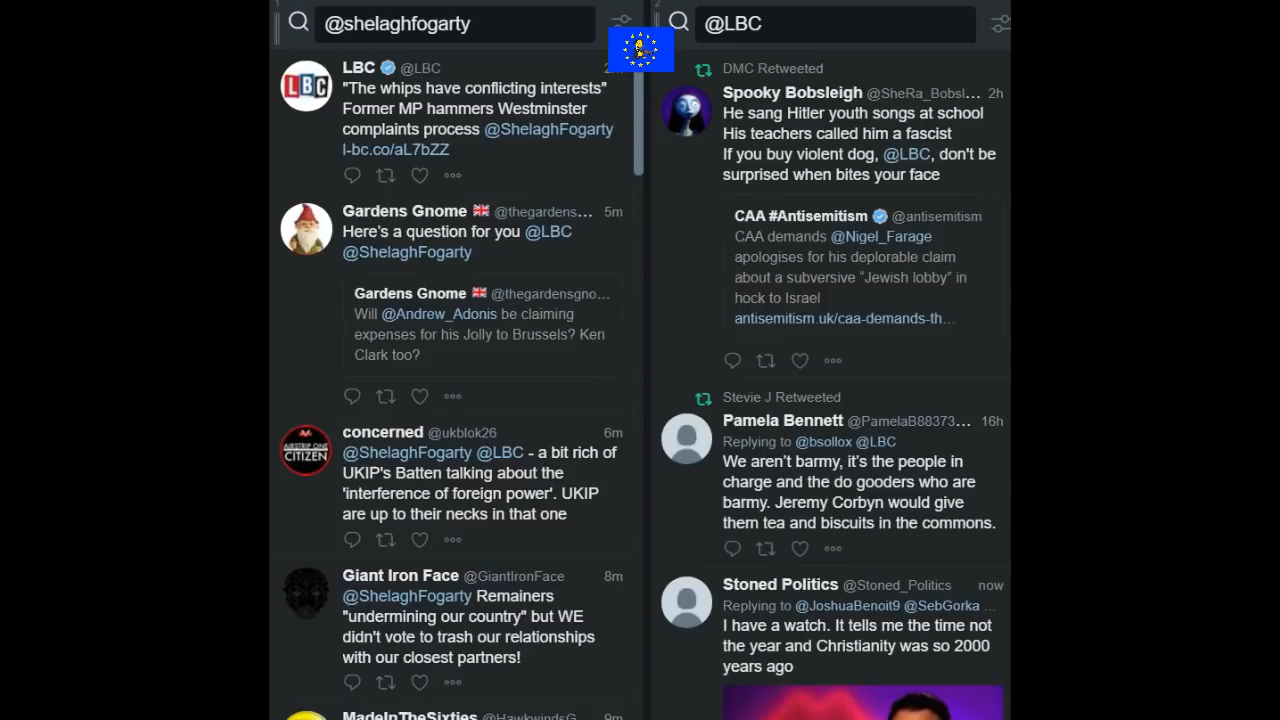 @shelaghfogarty
LBC @LBC
"The whips have conflicting interests"
Former MP hammers Westminster
complaints process @ShelaghFogarty
l-bc.co/aL7bZZ
Gardens Gnome @thegardens... 5m
Here's a question for you @LBC
@ShelaghFogarty
Gardens Gnome @thegardensgno...
Will @Andrew_Adonis be claiming
expenses for his Jolly to Brussels? Ken
Clark too?
concerned @ukblok26 6m
@ShelaghFogarty @LBC - a bit rich of
UKIP's Batten talking about the
'interference of foreign power'. UKIP
are up to their necks in that one
Giant Iron Face @GiantIronFace 8m
@ShelaghFogarty Remainers
"undermining our country" but WE
didn't vote to trash our relationships
with our closest partners!
MadeInTheSixties @HawkwindsG 9m
@LBC
DMC Retweeted
Spooky Bobsleigh @SheRa_Bobsl... 2h
He sang Hitler youth songs at school
His teachers called him a fascist
If you buy violent dog, @LBC, don't be
surprised when bites your face
CAA #Antisemitism @antisemitism
CAA demands @Nigel_Farage
apologises for his deplorable claim
about a subversive “Jewish lobby” in
hock to Israel
antisemitism.uk/caa-demands-th...
Stevie J Retweeted
Pamela Bennett @PamelaB88373... 16h
Replying to @bsollox @LBC
We aren’t barmy, it’s the people in
charge and the do gooders who are
barmy. Jeremy Corbyn would give
them tea and biscuits in the commons.
Stoned Politics @Stoned_Politics now
Replying to @JoshuaBenoit9 @SebGorka ...
I have a watch. It tells me the time not
the year and Christianity was so 2000
years ago